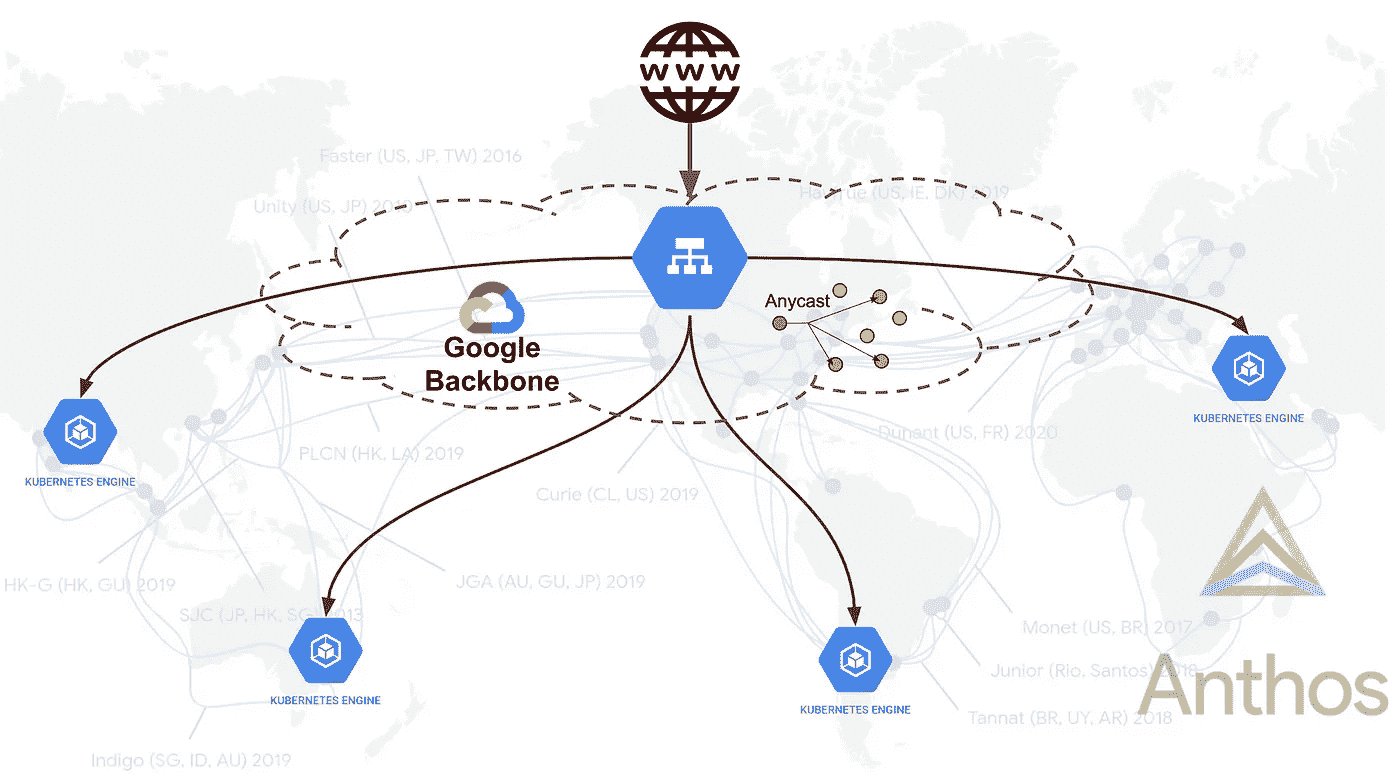 WWW
Faster (US, JP, TW) 2016
Unity (US, JP) 2010
(US, IE, DK) 2019
Anycast
Google
Backbone
KUBERNETES ENGINE
Dunant (US, FR) 2020
PLCN (HK, LA) 2019
KUBERNETES ENGINE
Curie (CL, US) 2019
HK-G (HK, GU) 2019
JGA (AU, GU, JP) 2019
SJC (JP, HK, SG) 2013
Monet (US, BR) 2017
Junior (Rio, Santos) 2018
Anthos
KUBERNETES ENGINE
KUBERNETES ENGINE
Tannat (BR, UY, AR) 2018
Indigo (SG, ID, AU) 2019